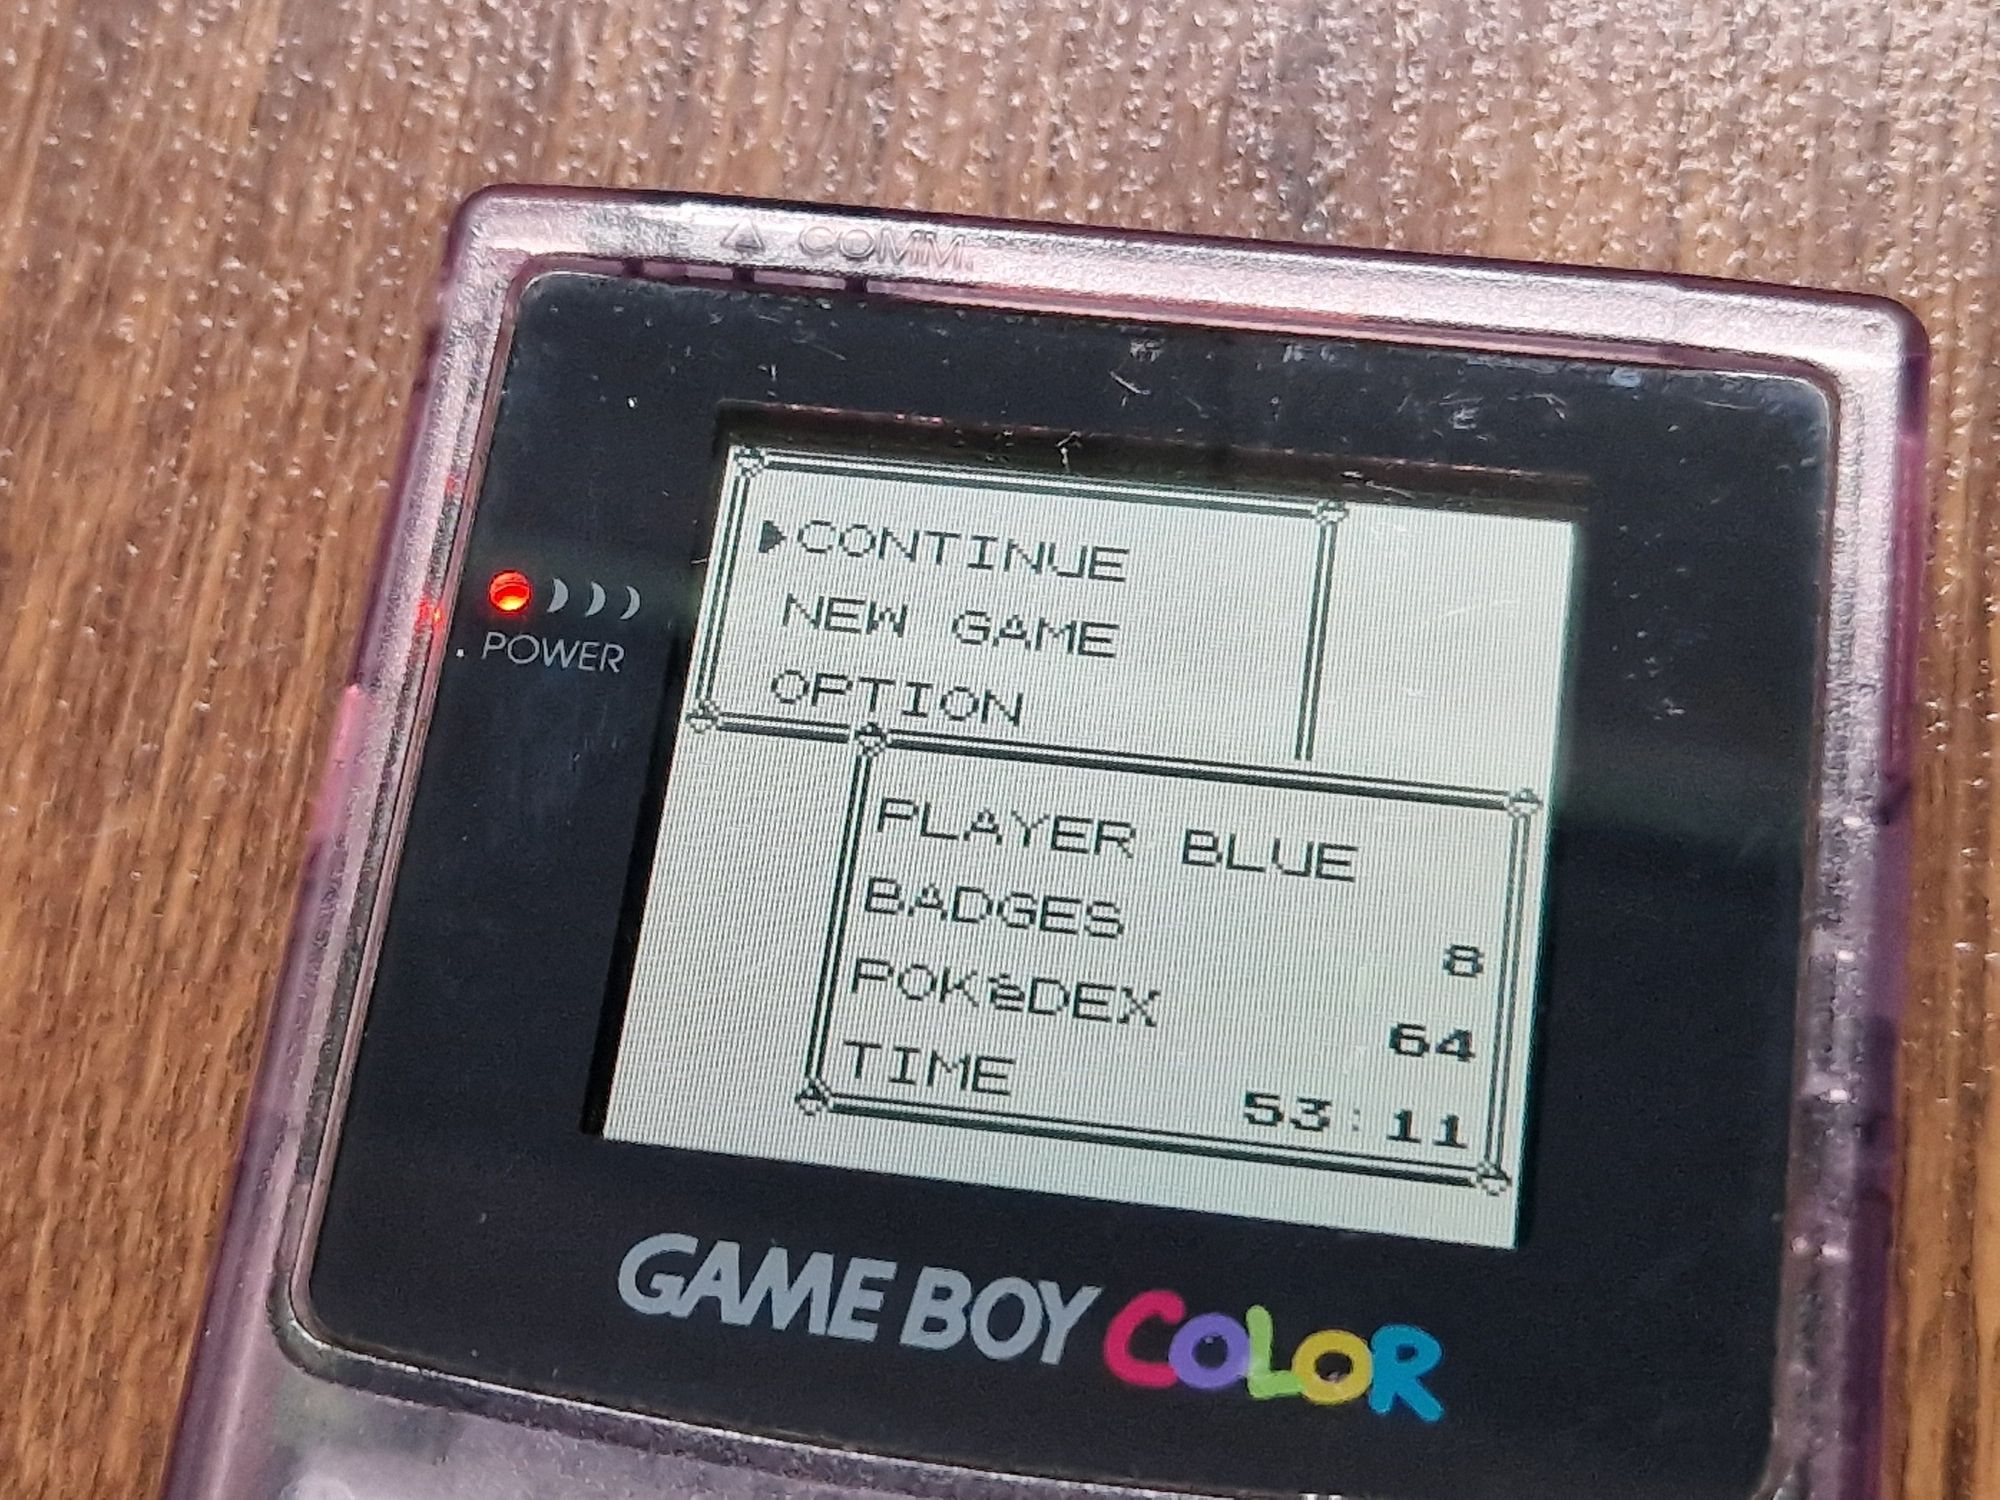 COMM.
POWER
CONTINUE
NEW GAME
OPTION
PLAYER BLUE
BADGES 8
POKéDEX 64
TIME 53:11
GAME BOY COLOR